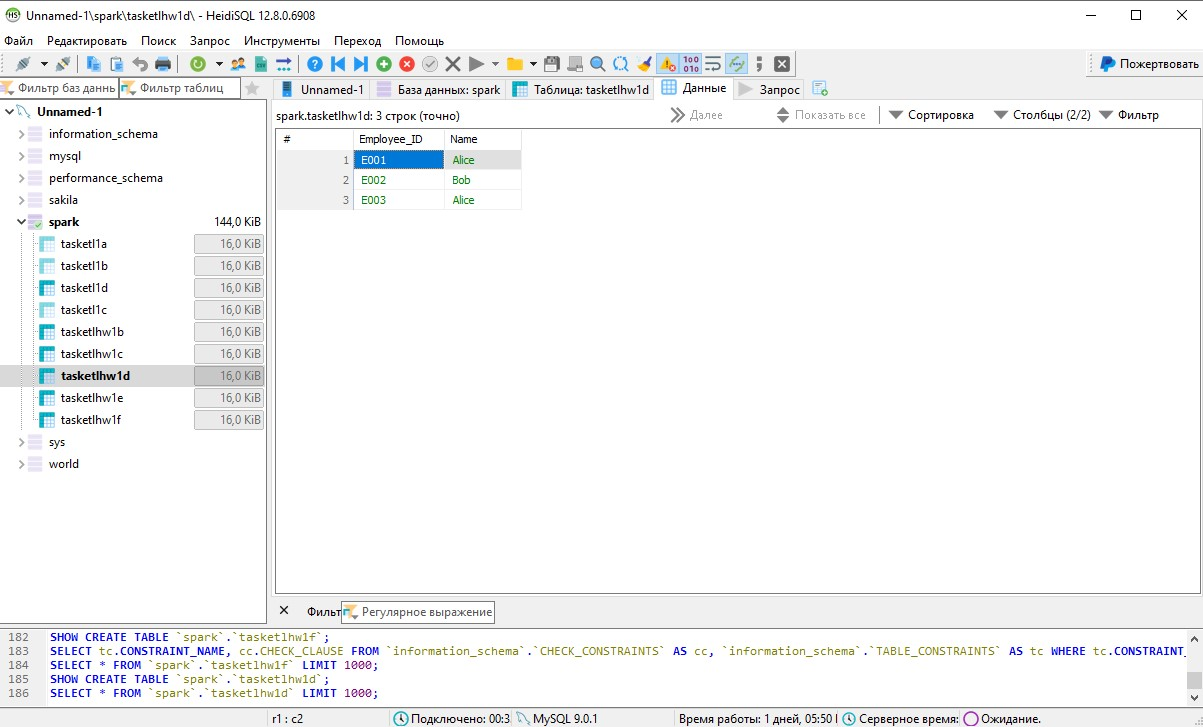 Unnamed-1\spark\tasketlhw1d\ - HeidiSQL 12.8.0.6908
Файл Редактировать Поиск Запрос Инструменты Переход Помощь
Пожертвовать
Фильтр баз данн Фильтр таблиц
Unnamed-1 База данных: spark Таблица: tasketlhw1d Данные Запрос
spark.tasketlhw1d: 3 строк (точно) Далее Показать все Сортировка Столбцы (2/2) Фильтр
Unnamed-1
information_schema
mysql
performance_schema
sakila
spark 144,0 KiB
tasketl1a 16,0 KiB
tasketl1b 16,0 KiB
tasketl1d 16,0 KiB
tasketl1c 16,0 KiB
tasketlhw1b 16,0 KiB
tasketlhw1c 16,0 KiB
tasketlhw1d 16,0 KiB
tasketlhw1e 16,0 KiB
tasketlhw1f 16,0 KiB
sys
world
# Employee_ID Name
1 E001 Alice
2 E002 Bob
3 E003 Alice
Фильт Регулярное выражение
182 SHOW CREATE TABLE `spark`.`tasketlhw1f`;
183 SELECT tc.CONSTRAINT_NAME, cc.CHECK_CLAUSE FROM `information_schema`.`CHECK_CONSTRAINTS` AS cc, `information_schema`.`TABLE_CONSTRAINTS` AS tc WHERE tc.CONSTRAINT_
184 SELECT * FROM `spark`.`tasketlhw1f` LIMIT 1000;
185 SHOW CREATE TABLE `spark`.`tasketlhw1d`;
186 SELECT * FROM `spark`.`tasketlhw1d` LIMIT 1000;
r1 : c2 Подключено: 00:3 MySQL 9.0.1 Время работы: 1 дней, 05:50 Серверное время: Ожидание.